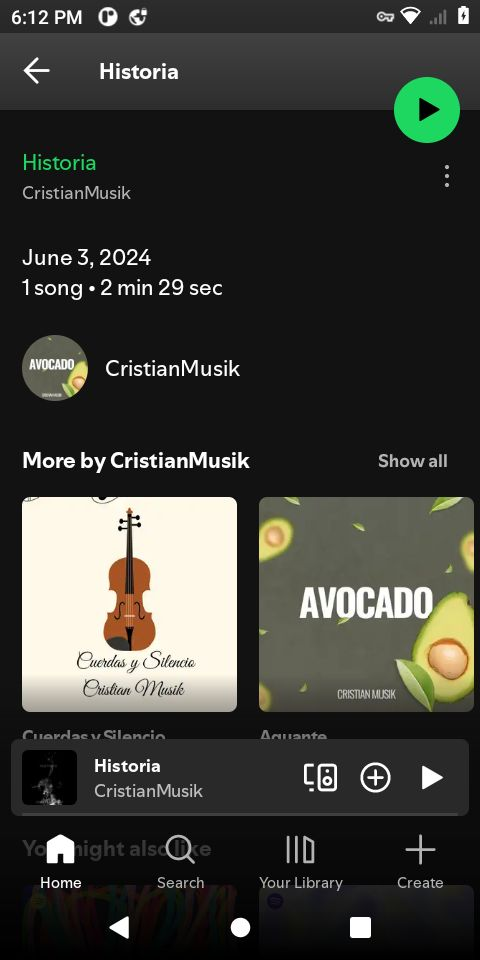 6:12 PM
Historia
Historia
CristianMusik
June 3, 2024
1 song • 2 min 29 sec
AVOCADO
CristianMusik
More by CristianMusik
Show all
Cuerdas y Silencio
Cristian Musik
AVOCADO
CRISTIAN MUSIK
Cuerdas y Silencio
Aguante
Historia
CristianMusik
You might also like
Home
Search
Your Library
Create